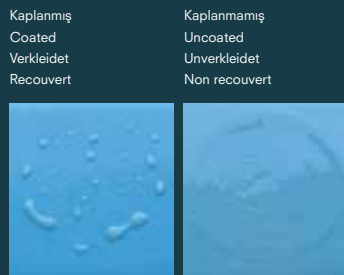 Kaplanmış
Coated
Verkleidet
Recouvert
Kaplanmamış
Uncoated
Unverkleidet
Non recouvert